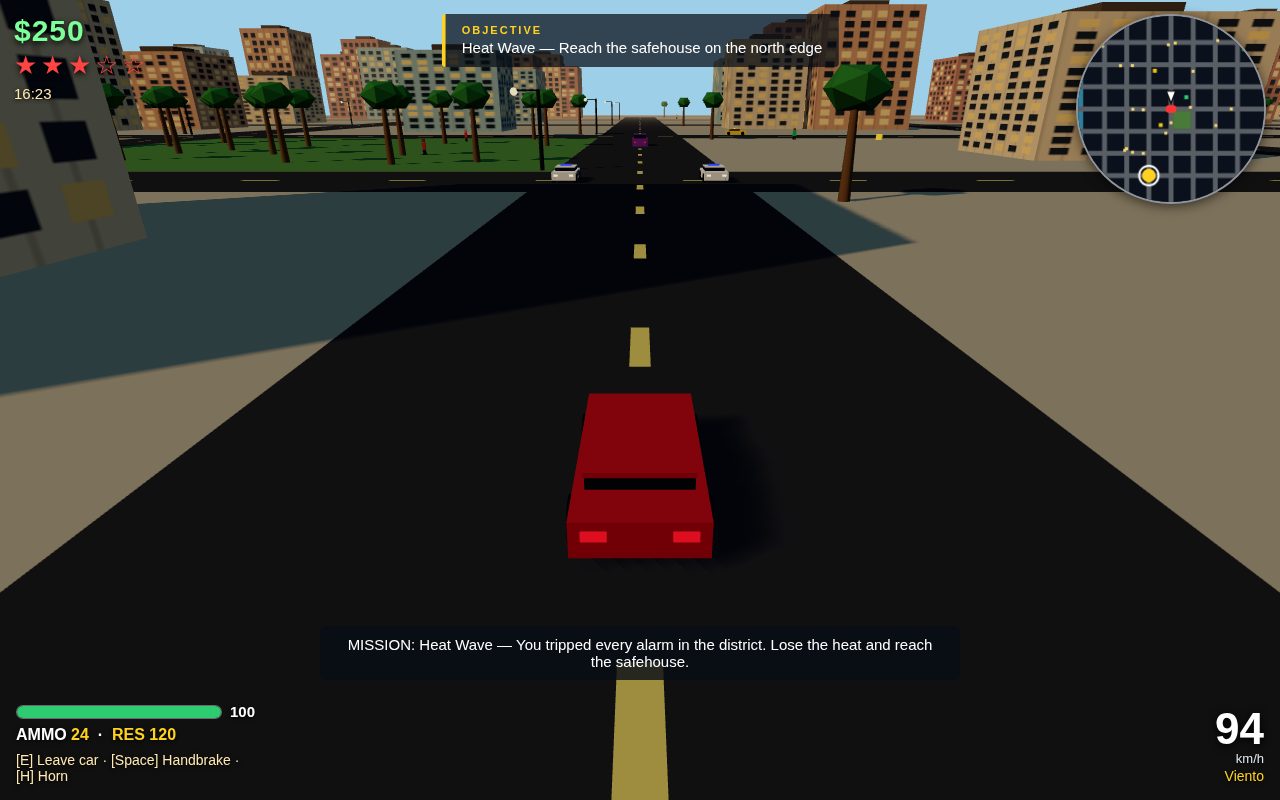 $250
★ ★ ★ ☆ ☆
16:23
OBJECTIVE
Heat Wave — Reach the safehouse on the north edge
MISSION: Heat Wave — You tripped every alarm in the district. Lose the heat and reach
the safehouse.
100
AMMO 24 · RES 120
[E] Leave car · [Space] Handbrake ·
[H] Horn
94
km/h
Viento